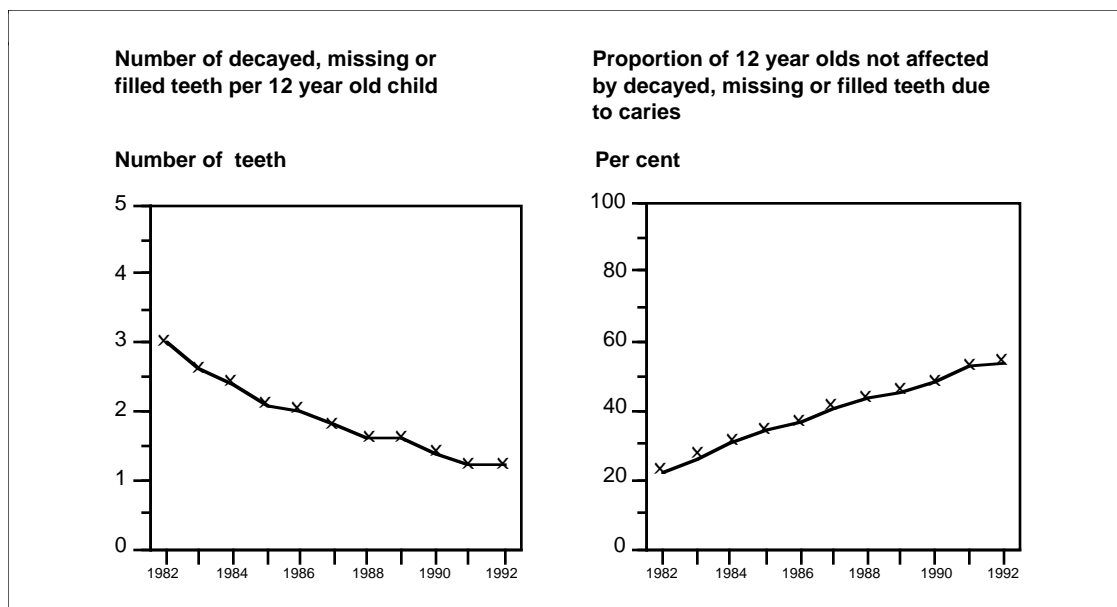 Number of decayed, missing or
filled teeth per 12 year old child
Number of teeth
5
4
3
2
1
0
1982 1984 1986 1988 1990 1992
Proportion of 12 year olds not affected
by decayed, missing or filled teeth due
to caries
Per cent
100
80
60
40
20
0
1982 1984 1986 1988 1990 1992